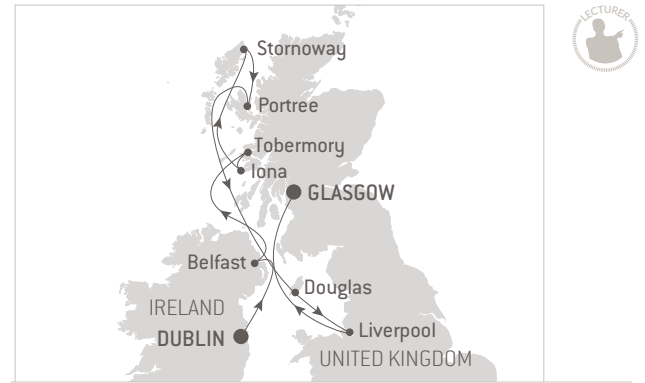 LECTURER
Stornoway
Portree
Tobermory
Iona
GLASGOW
Belfast
Douglas
IRELAND
DUBLIN
Liverpool
UNITED KINGDOM